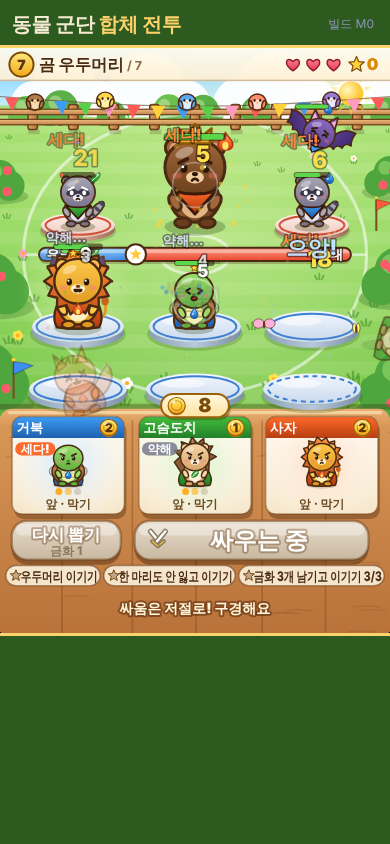 동물 군단 합체 전투
빌드 M0
7 곰 우두머리 / 7
0
세다!
21
세다!
5
세다!
6
약해...
3
약해...
4
5
으앙!
18
8
거북 2
고슴도치 1
사자 2
세다!
약해
앞 · 막기
앞 · 막기
앞 · 막기
다시 뽑기
금화 1
싸우는 중
우두머리 이기기
한 마리도 안 잃고 이기기
금화 3개 남기고 이기기 3/3
싸움은 저절로! 구경해요